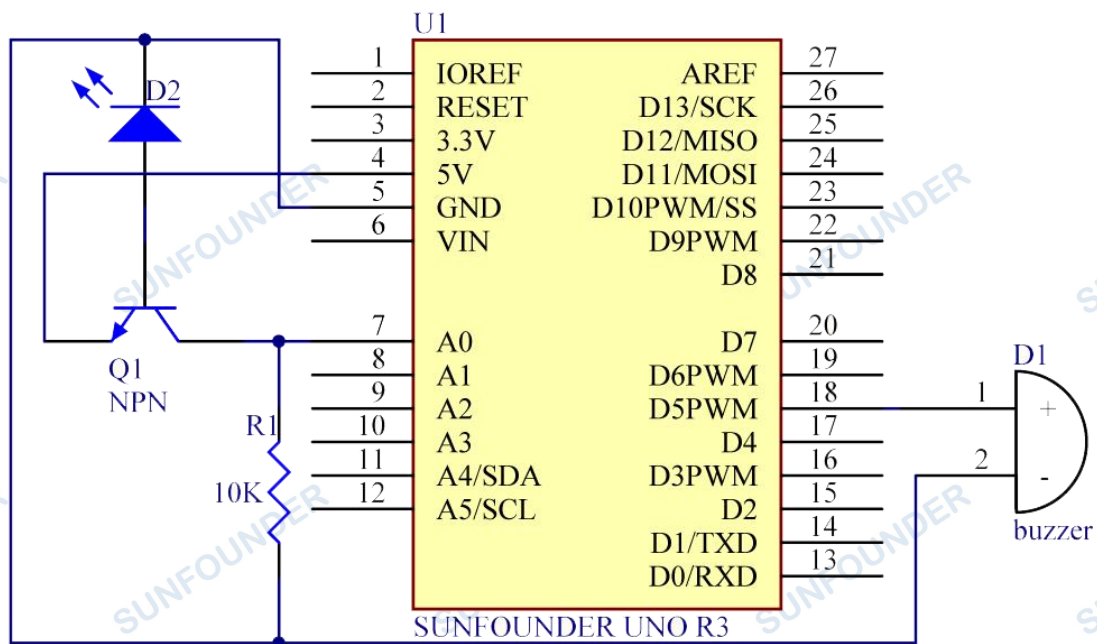 U1
1 IOREF AREF 27
2 RESET D13/SCK 26
3 3.3V D12/MISO 25
4 5V D11/MOSI 24
5 GND D10PWM/SS 23
6 VIN D9PWM 22
D8 21
7 A0 D7 20
8 A1 D6PWM 19
9 A2 D5PWM 18
10 A3 D4 17
11 A4/SDA D3PWM 16
12 A5/SCL D2 15
D1/TXD 14
D0/RXD 13
SUNFOUNDER UNO R3
D2
Q1
NPN
R1
10K
D1
1 +
2 -
buzzer
SUNFOUNDER
SUNFOUNDER
SUNFOUNDER
SUNFOUNDER